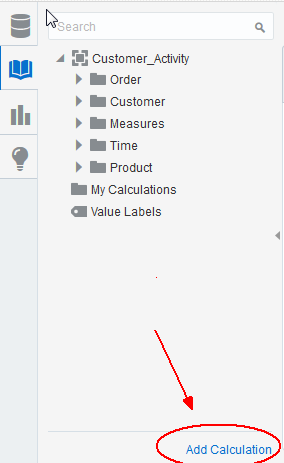 Search
Customer_Activity
Order
Customer
Measures
Time
Product
My Calculations
Value Labels
Add Calculation